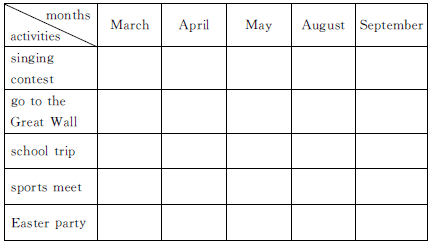 months
activities
March April May August September
singing
contest
go to the
Great Wall
school trip
sports meet
Easter party